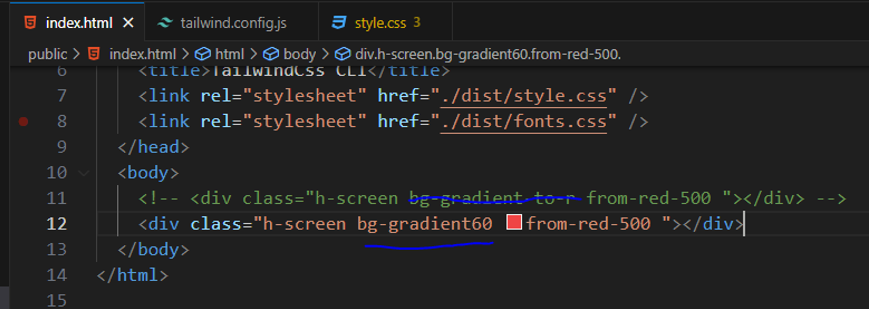 index.html
tailwind.config.js
style.css 3
public > index.html > html > body > div.h-screen.bg-gradient60.from-red-500.
6 <title>TailwindCss CLI</title>
7 <link rel="stylesheet" href="./dist/style.css" />
8 <link rel="stylesheet" href="./dist/fonts.css" />
9 </head>
10 <body>
11 <!-- <div class="h-screen bg-gradient-to-r from-red-500 "></div> -->
12 <div class="h-screen bg-gradient60 from-red-500 "></div>
13 </body>
14 </html>
15